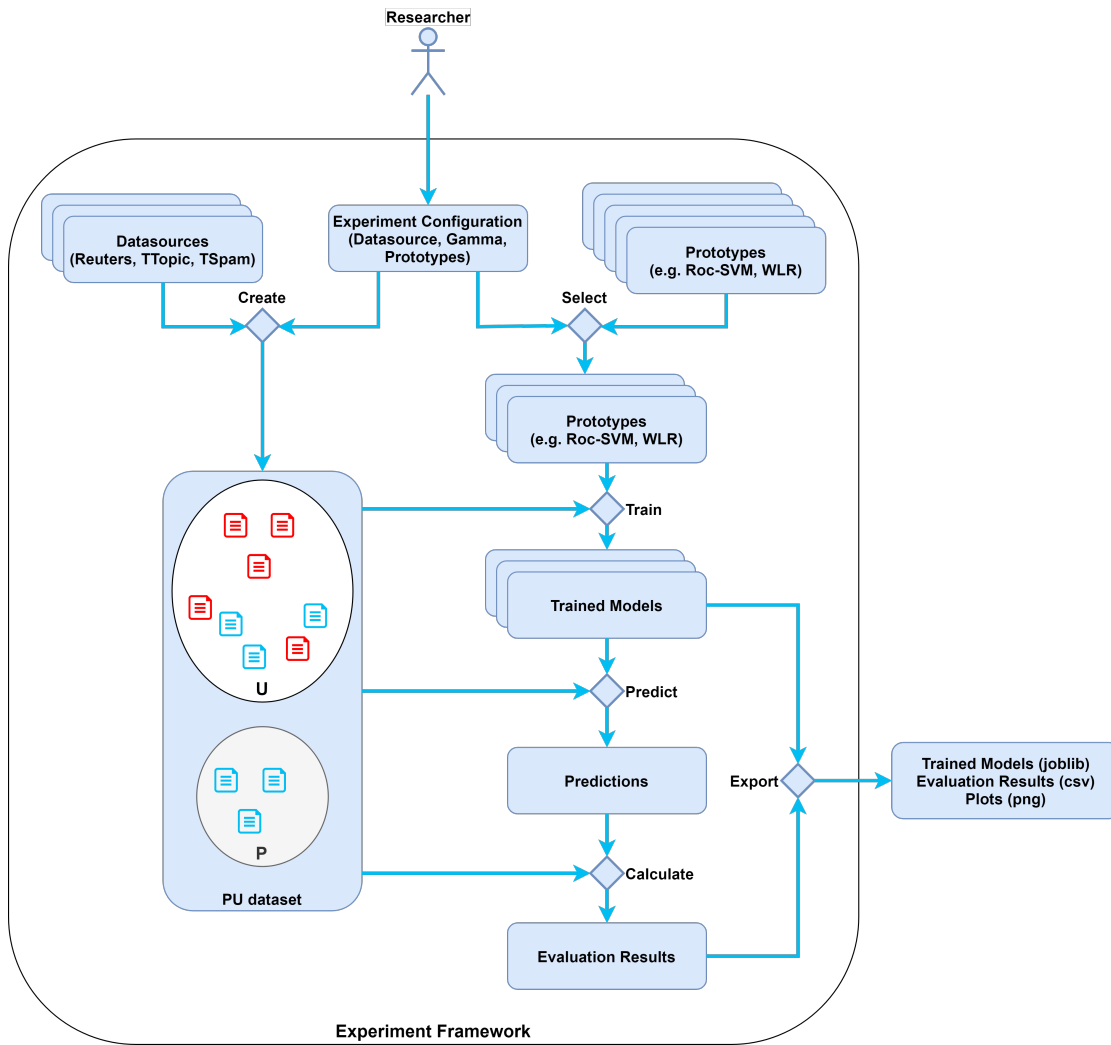 Researcher
Datasources
(Reuters, TTopic, TSpam)
Experiment Configuration
(Datasource, Gamma,
Prototypes)
Prototypes
(e.g. Roc-SVM, WLR)
Create
Select
Prototypes
(e.g. Roc-SVM, WLR)
Train
Trained Models
U
Predict
Predictions
Export
Trained Models (joblib)
Evaluation Results (csv)
Plots (png)
P
Calculate
PU dataset
Evaluation Results
Experiment Framework